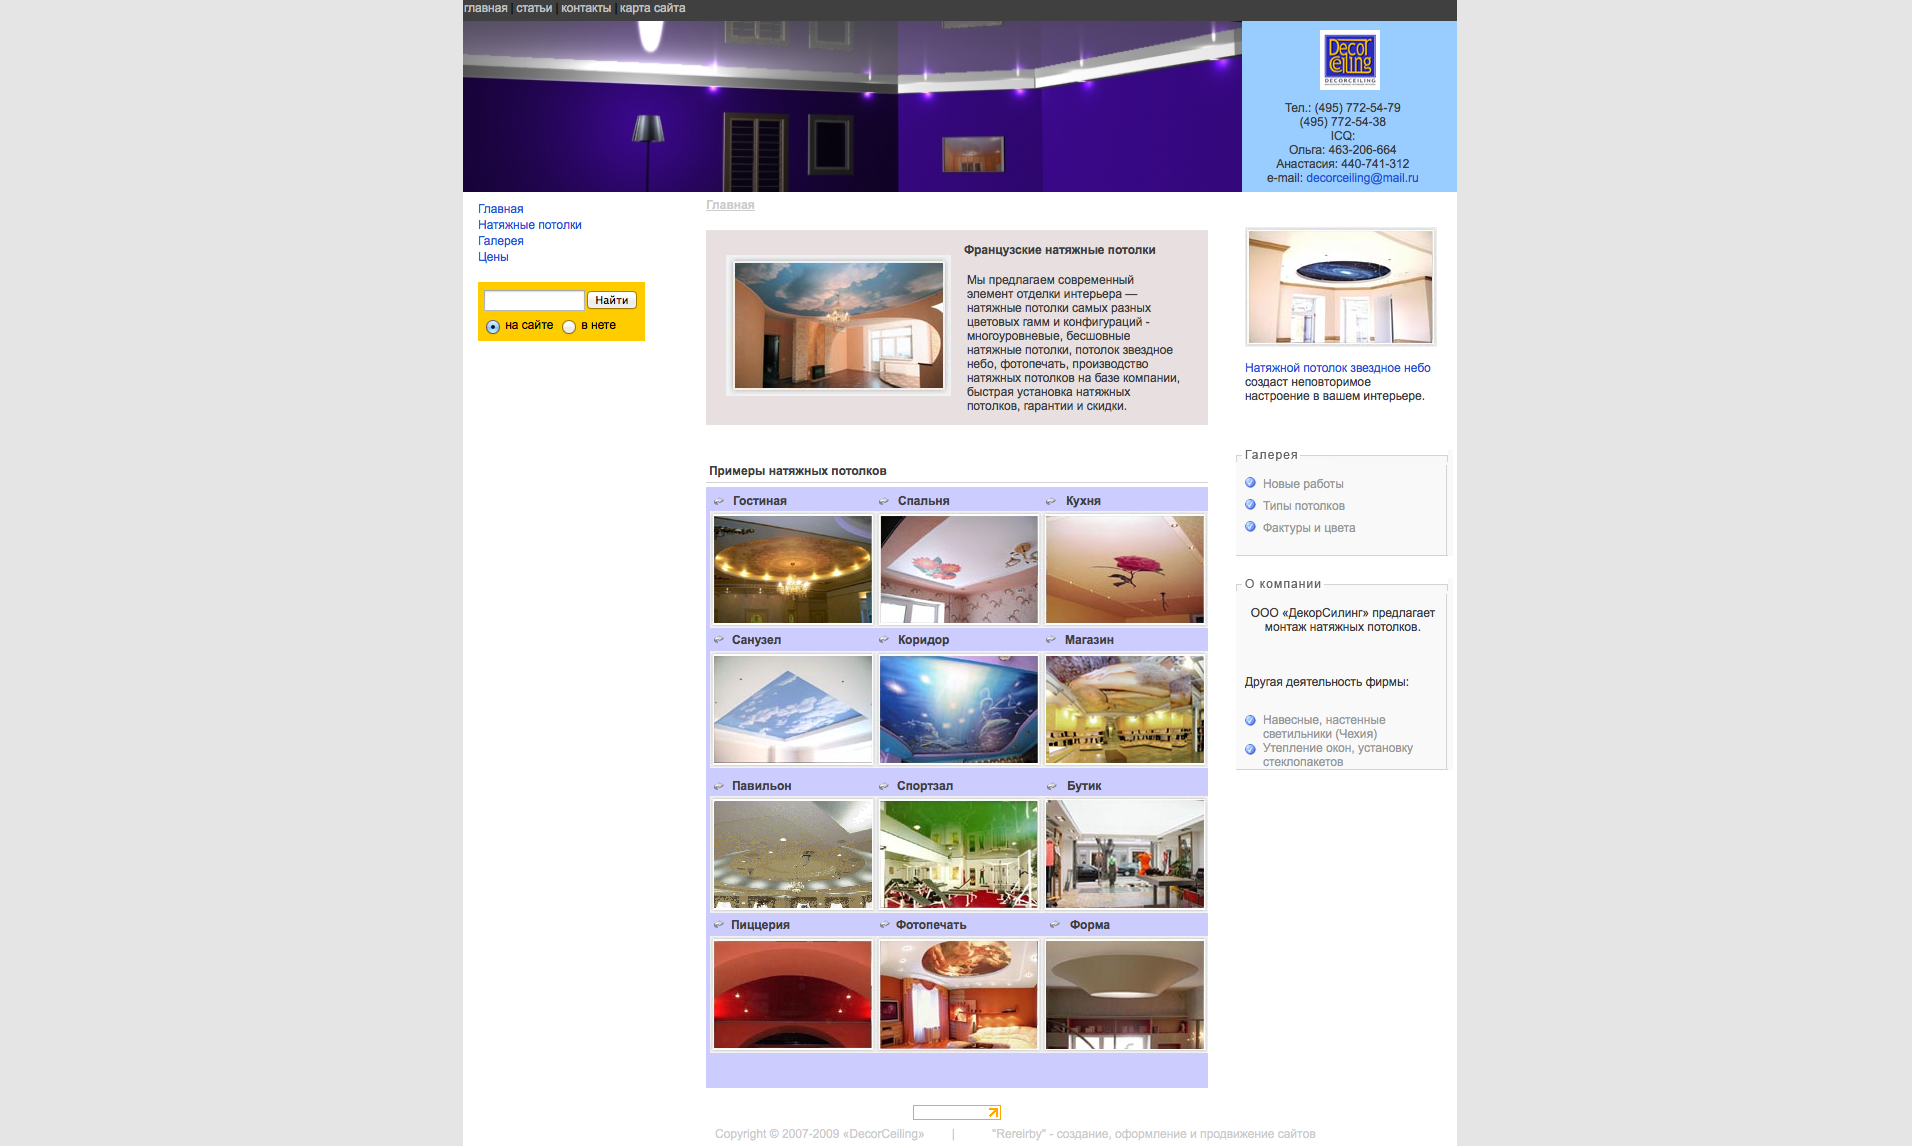 главная | статьи | контакты | карта сайта
Decor
Ceiling
DECORCEILING
Тел.: (495) 772-54-79
(495) 772-54-38
ICQ:
Ольга: 463-206-664
Анастасия: 440-741-312
e-mail: decorceiling@mail.ru
Главная
Натяжные потолки
Галерея
Цены
Найти
на сайте в нете
Главная
Французские натяжные потолки
Мы предлагаем современный
элемент отделки интерьера —
натяжные потолки самых разных
цветовых гамм и конфигураций -
многоуровневые, бесшовные
натяжные потолки, потолок звездное
небо, фотопечать, производство
натяжных потолков на базе компании,
быстрая установка натяжных
потолков, гарантии и скидки.
Примеры натяжных потолков
Гостиная Спальня Кухня
Санузел Коридор Магазин
Павильон Спортзал Бутик
Пиццерия Фотопечать Форма
Натяжной потолок звездное небо
создаст неповторимое
настроение в вашем интерьере.
Галерея
Новые работы
Типы потолков
Фактуры и цвета
О компании
ООО «ДекорСилинг» предлагает
монтаж натяжных потолков.
Другая деятельность фирмы:
Навесные, настенные
светильники (Чехия)
Утепление окон, установку
стеклопакетов
Copyright © 2007-2009 «DecorCeiling» | "Rereirby" - создание, оформление и продвижение сайтов